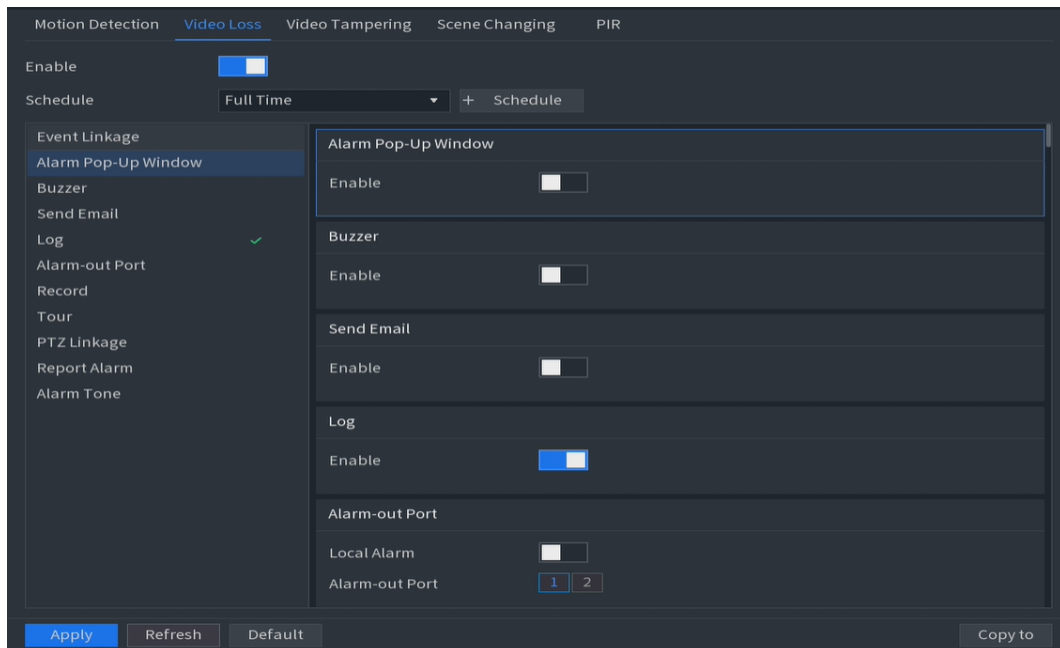 Motion Detection Video Loss Video Tampering Scene Changing PIR
Enable
Schedule Full Time + Schedule
Event Linkage
Alarm Pop-Up Window
Buzzer
Send Email
Log
Alarm-out Port
Record
Tour
PTZ Linkage
Report Alarm
Alarm Tone
Alarm Pop-Up Window
Enable
Buzzer
Enable
Send Email
Enable
Log
Enable
Alarm-out Port
Local Alarm
Alarm-out Port 1 2
Apply Refresh Default Copy to